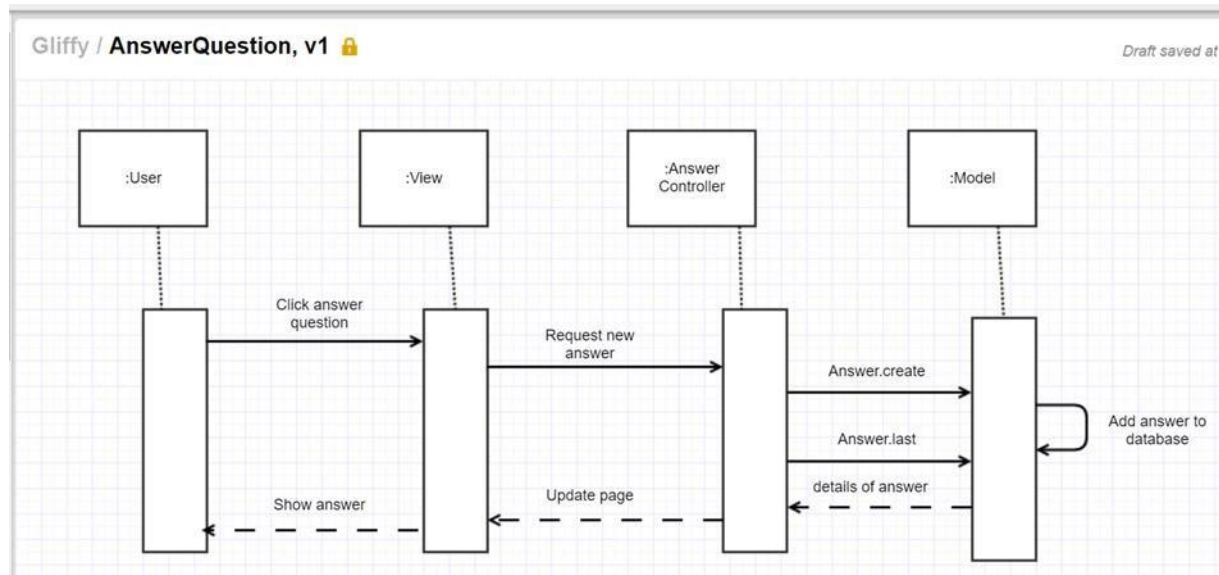 Gliffy / AnswerQuestion, v1
Draft saved at
:User
:View
:Answer
Controller
:Model
Click answer
question
Request new
answer
Answer.create
Add answer to
database
Answer.last
details of answer
Update page
Show answer